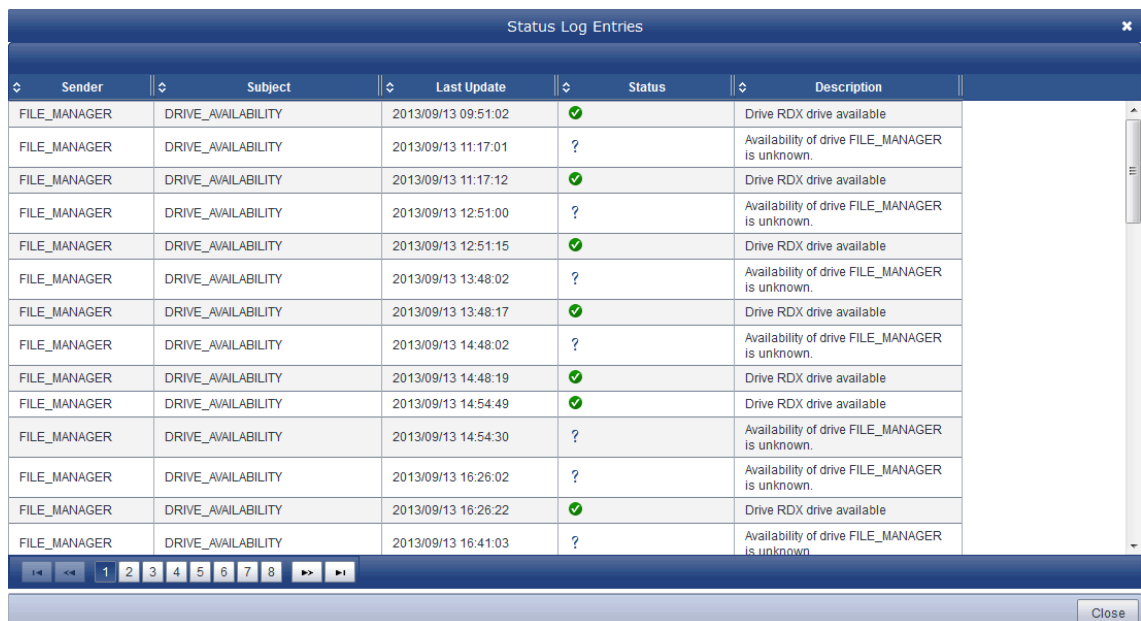 Status Log Entries
Sender Subject Last Update Status Description
FILE_MANAGER DRIVE_AVAILABILITY 2013/09/13 09:51:02 Drive RDX drive available
FILE_MANAGER DRIVE_AVAILABILITY 2013/09/13 11:17:01 ? Availability of drive FILE_MANAGER
is unknown.
FILE_MANAGER DRIVE_AVAILABILITY 2013/09/13 11:17:12 Drive RDX drive available
FILE_MANAGER DRIVE_AVAILABILITY 2013/09/13 12:51:00 ? Availability of drive FILE_MANAGER
is unknown.
FILE_MANAGER DRIVE_AVAILABILITY 2013/09/13 12:51:15 Drive RDX drive available
FILE_MANAGER DRIVE_AVAILABILITY 2013/09/13 13:48:02 ? Availability of drive FILE_MANAGER
is unknown.
FILE_MANAGER DRIVE_AVAILABILITY 2013/09/13 13:48:17 Drive RDX drive available
FILE_MANAGER DRIVE_AVAILABILITY 2013/09/13 14:48:02 ? Availability of drive FILE_MANAGER
is unknown.
FILE_MANAGER DRIVE_AVAILABILITY 2013/09/13 14:48:19 Drive RDX drive available
FILE_MANAGER DRIVE_AVAILABILITY 2013/09/13 14:54:49 Drive RDX drive available
FILE_MANAGER DRIVE_AVAILABILITY 2013/09/13 14:54:30 ? Availability of drive FILE_MANAGER
is unknown.
FILE_MANAGER DRIVE_AVAILABILITY 2013/09/13 16:26:02 ? Availability of drive FILE_MANAGER
is unknown.
FILE_MANAGER DRIVE_AVAILABILITY 2013/09/13 16:26:22 Drive RDX drive available
FILE_MANAGER DRIVE_AVAILABILITY 2013/09/13 16:41:03 ? Availability of drive FILE_MANAGER
is unknown
1 2 3 4 5 6 7 8
Close